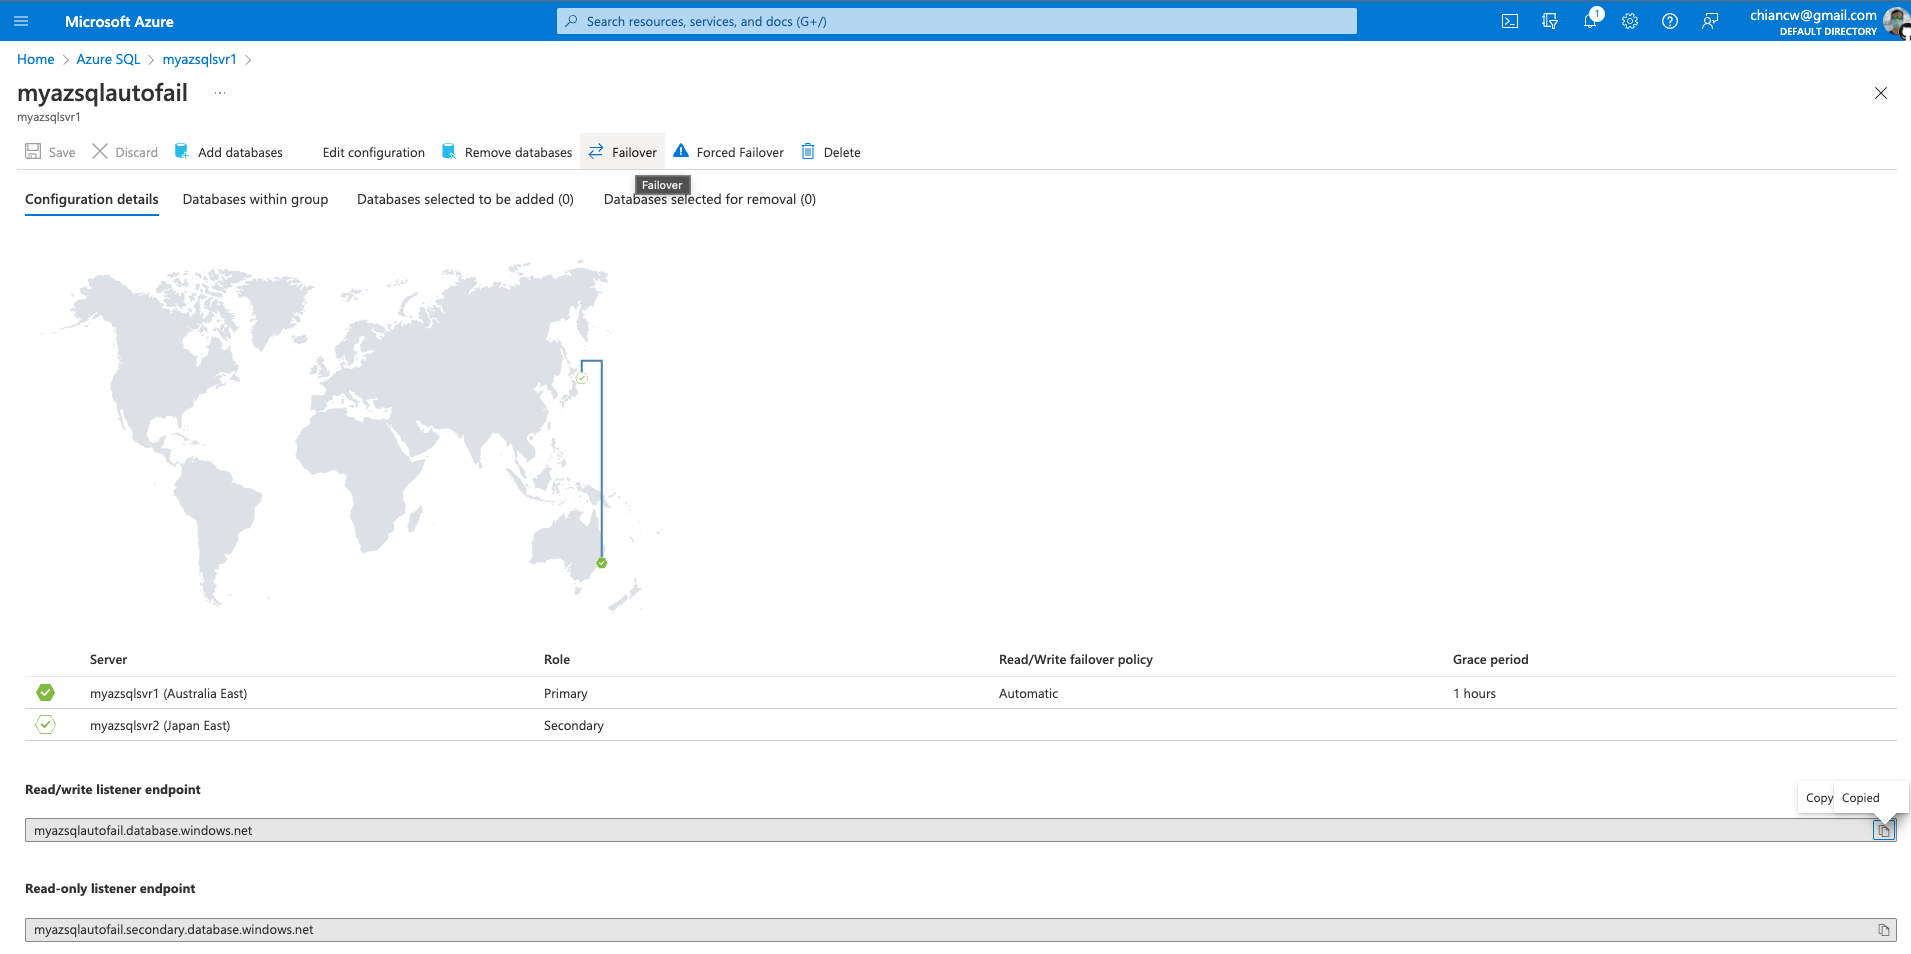 Microsoft Azure
Search resources, services, and docs (G+/)
1
chiancw@gmail.com
DEFAULT DIRECTORY
Home > Azure SQL > myazsqlsvr1 >
myazsqlautofail ...
myazsqlsvr1
Save Discard Add databases Edit configuration Remove databases Failover Forced Failover Delete
Failover
Configuration details Databases within group Databases selected to be added (0) Databases selected for removal (0)
Server Role Read/Write failover policy Grace period
myazsqlsvr1 (Australia East) Primary Automatic 1 hours
myazsqlsvr2 (Japan East) Secondary
Read/write listener endpoint
Copy Copied
myazsqlautofail.database.windows.net
Read-only listener endpoint
myazsqlautofail.secondary.database.windows.net